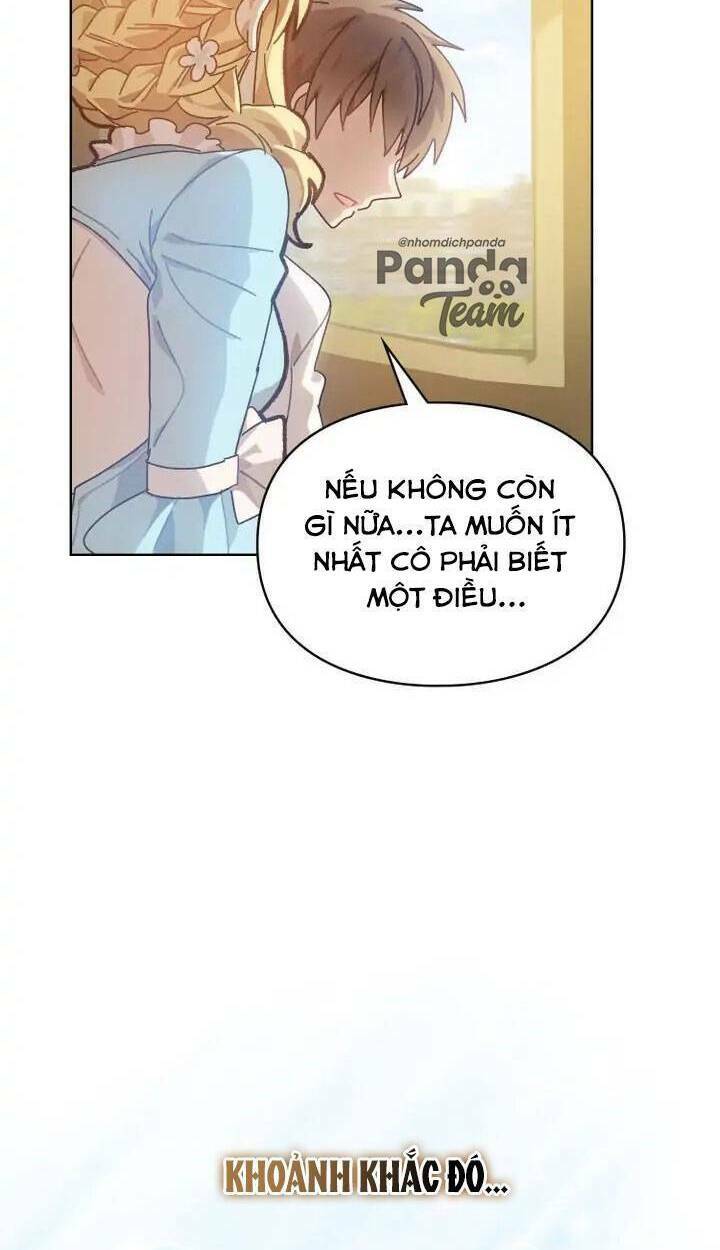 @nhomdichpanda
Panda
Team
NẾU KHÔNG CÒN
GÌ NỮA...TA MUỐN ÍT
NHẤT CÔ PHẢI BIẾT
MỘT ĐIỀU...
KHOẢNH KHẮC ĐÓ...